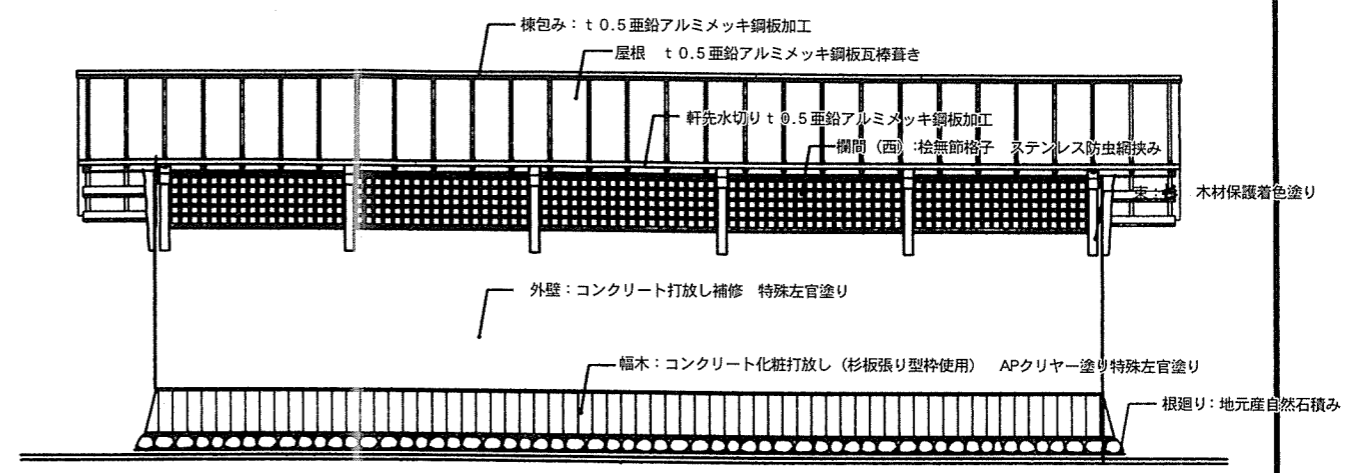 棟包み：ｔ０.５亜鉛アルミメッキ鋼板加工
屋根　ｔ０.５亜鉛アルミメッキ鋼板瓦棒葺き
軒先水切りｔ０.５亜鉛アルミメッキ鋼板加工
欄間（西）：桧無節格子　ステンレス防虫網挟み
束：　木材保護着色塗り
外壁：コンクリート打放し補修　特殊左官塗り
幅木：コンクリート化粧打放し（杉板張り型枠使用）　APクリヤー塗り特殊左官塗り
根廻り：地元産自然石積み